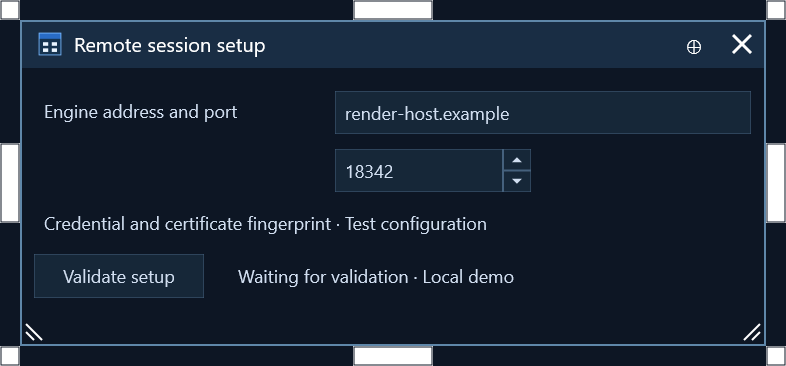 Remote session setup
Engine address and port
render-host.example
18342
Credential and certificate fingerprint · Test configuration
Validate setup
Waiting for validation · Local demo